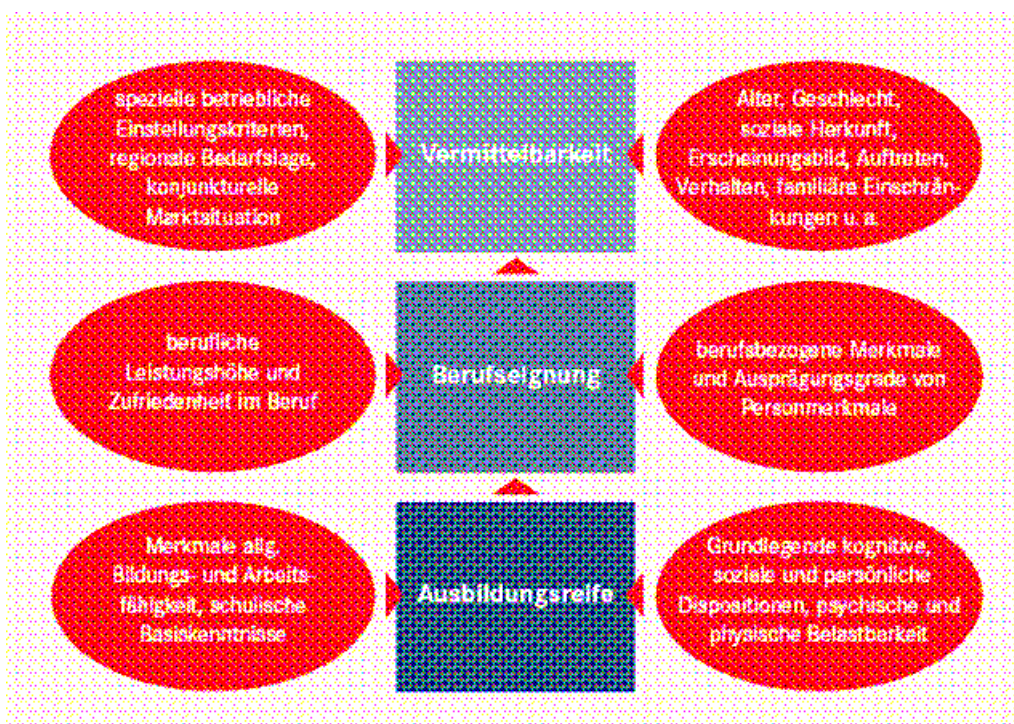 spezielle betriebliche
Einstellungskriterien,
regionale Bedarfslage,
konjunkturelle
Marktsituation
Vermittelbarkeit
Alter, Geschlecht,
soziale Herkunft,
Erscheinungsbild, Auftreten,
Verhalten, familiäre Einschrän-
kungen u. a.
berufliche
Leistungshöhe und
Zufriedenheit im Beruf
Berufseignung
berufsbezogene Merkmale
und Ausprägungsgrade von
Personmerkmale
Merkmale allg.
Bildungs- und Arbeits-
fähigkeit, schulische
Basiskenntnisse
Ausbildungsreife
Grundlegende kognitive,
soziale und persönliche
Dispositionen, psychische und
physische Belastbarkeit